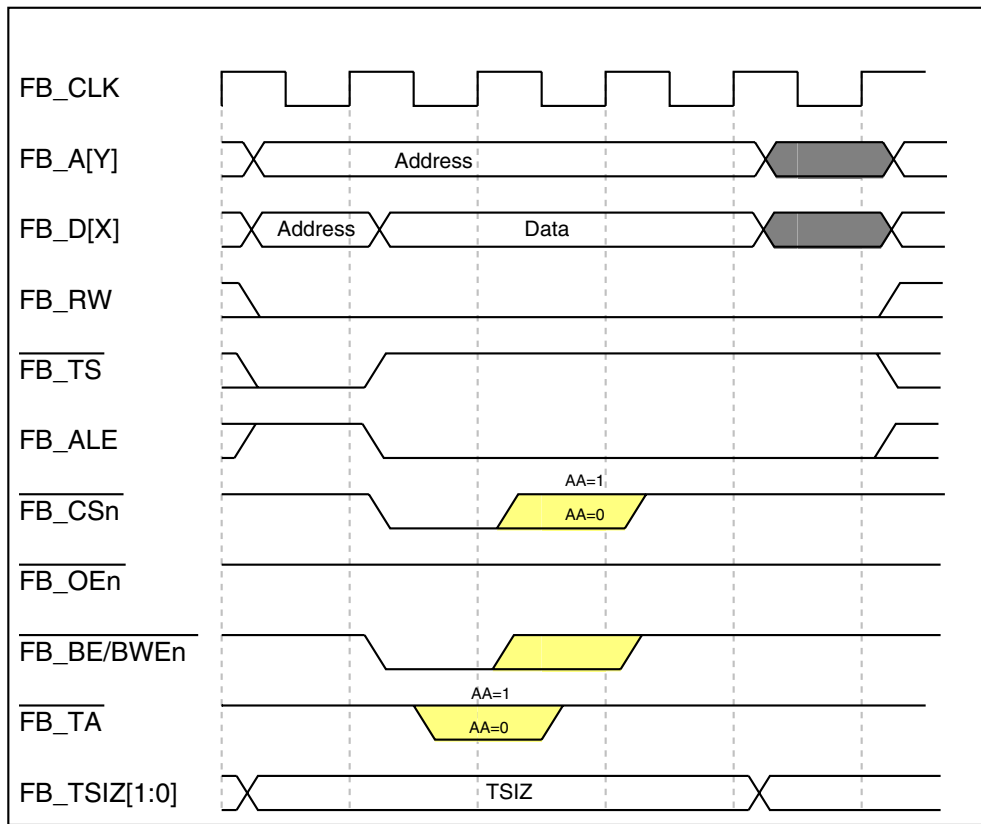 FB_CLK
FB_A[Y]
Address
FB_D[X]
Address
Data
FB_RW
FB_TS
FB_ALE
AA=1
FB_CSn
AA=0
FB_OEn
FB_BE/BWEn
AA=1
FB_TA
AA=0
FB_TSIZ[1:0]
TSIZ